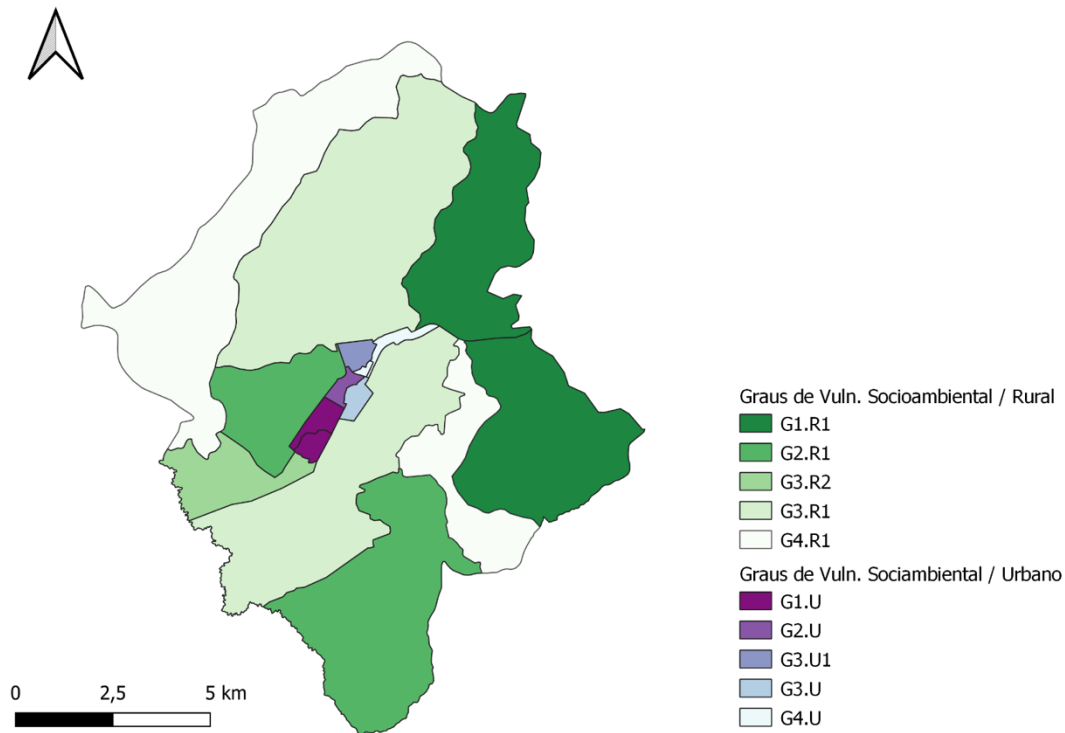 Graus de Vuln. Socioambiental / Rural
G1.R1
G2.R1
G3.R2
G3.R1
G4.R1
Graus de Vuln. Sociambiental / Urbano
G1.U
G2.U
G3.U1
G3.U
G4.U
0 2,5 5 km